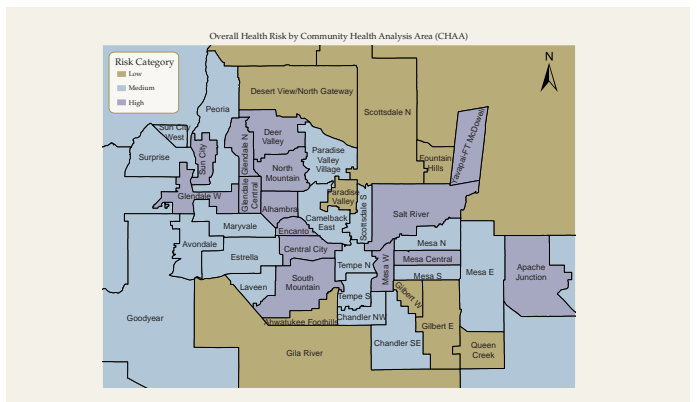 Overall Health Risk by Community Health Analysis Area (CHAA)
Risk Category
Low
Medium
High
N
Desert View/North Gateway
Peoria
Scottsdale N
Sun City
West
Surprise
Sun City
Glendale N
Deer
Valley
Paradise
Valley
Village
Fountain
Hills
Yavapai-FT McDowell
North
Mountain
Glendale W
Glendale
Central
Paradise
Valley
Scottsdale S
Alhambra
Salt River
Maryvale
Encanto
Camelback
East
Avondale
Central City
Mesa N
Estrella
Tempe N
Mesa W
Mesa Central
Mesa S
Mesa E
Apache
Junction
Laveen
South
Mountain
Tempe S
Gilbert W
Goodyear
Ahwatukee Foothills
Chandler NW
Gilbert E
Chandler SE
Queen
Creek
Gila River